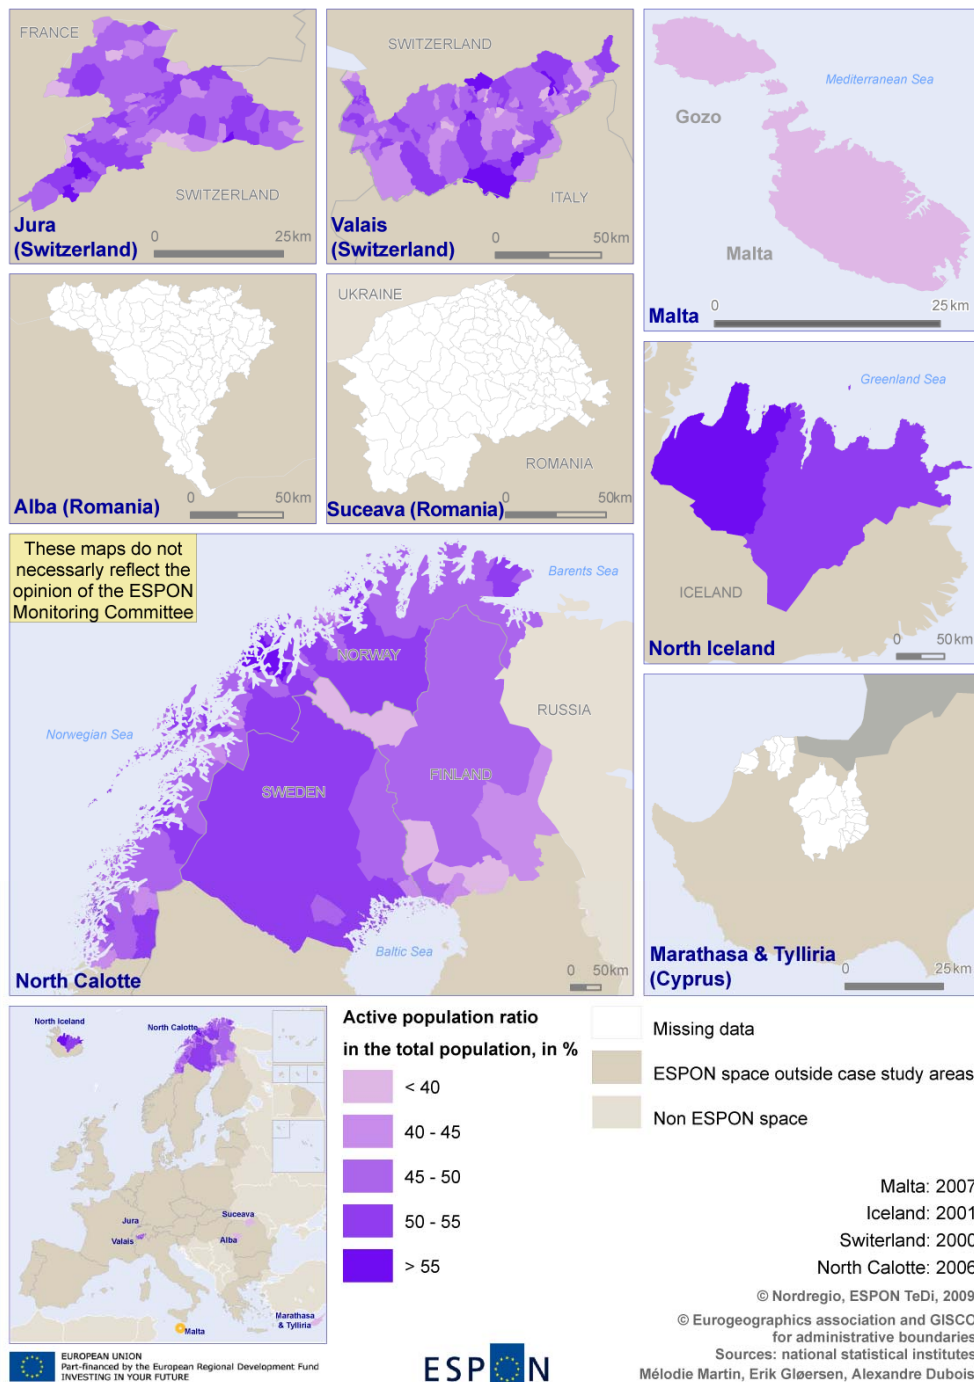 FRANCE
SWITZERLAND
Jura
(Switzerland)
0 25km
SWITZERLAND
ITALY
Valais
(Switzerland)
0 50km
Mediterranean Sea
Gozo
Malta
0 25km
Malta
Alba (Romania)
0 50km
UKRAINE
ROMANIA
Suceava (Romania)
0 50km
Greenland Sea
ICELAND
North Iceland
0 50km
These maps do not
necessarly reflect the
opinion of the ESPON
Monitoring Committee
Barents Sea
NORWAY
RUSSIA
Norwegian Sea
SWEDEN
FINLAND
Baltic Sea
North Calotte
0 50km
Marathasa & Tylliria
(Cyprus)
0 25km
North Iceland
North Calotte
Jura
Valais
Suceava
Alba
Marathasa
& Tylliria
Malta
Active population ratio
in the total population, in %
< 40
40 - 45
45 - 50
50 - 55
> 55
Missing data
ESPON space outside case study areas
Non ESPON space
Malta: 2007
Iceland: 2001
Switerland: 2000
North Calotte: 2006
© Nordregio, ESPON TeDi, 2009
© Eurogeographics association and GISCO
for administrative boundaries
Sources: national statistical institutes
Mélodie Martin, Erik Gløersen, Alexandre Dubois
EUROPEAN UNION
Part-financed by the European Regional Development Fund
INVESTING IN YOUR FUTURE
ESPON